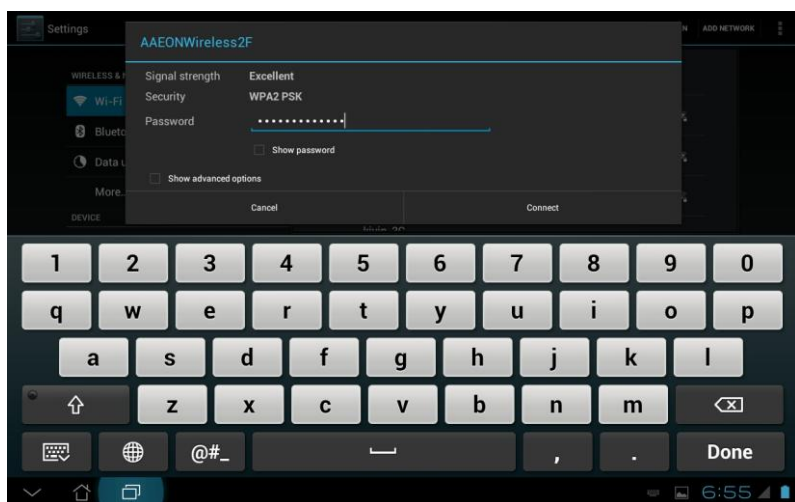 Settings
N ADD NETWORK
AAEONWireless2F
WIRELESS &
Signal strength Excellent
Wi-Fi
Security WPA2 PSK
Password •••••••••••••
Blueto
Show password
Data u
Show advanced options
More..
Cancel Connect
DEVICE
1 2 3 4 5 6 7 8 9 0
q w e r t y u i o p
a s d f g h j k l
z x c v b n m
@#_ , . Done
6:55